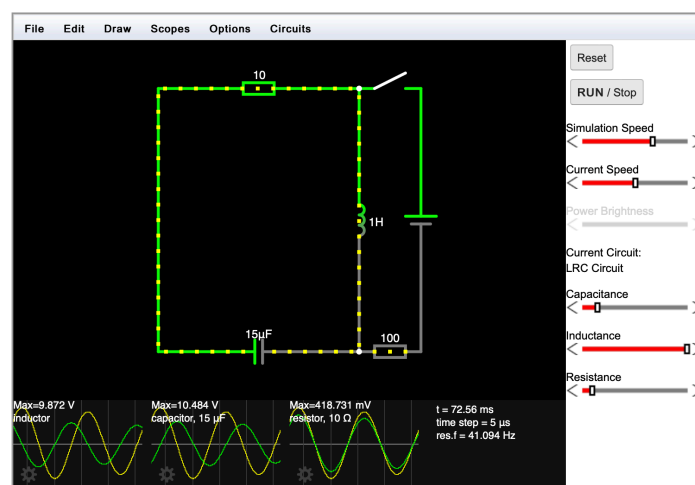 File Edit Draw Scopes Options Circuits
Reset
RUN / Stop
Simulation Speed
Current Speed
Power Brightness
Current Circuit:
LRC Circuit
Capacitance
Inductance
Resistance
10
1H
15µF
100
Max=9.872 V
inductor
Max=10.484 V
capacitor, 15 µF
Max=418.731 mV
resistor, 10 Ω
t = 72.56 ms
time step = 5 µs
res.f = 41.094 Hz